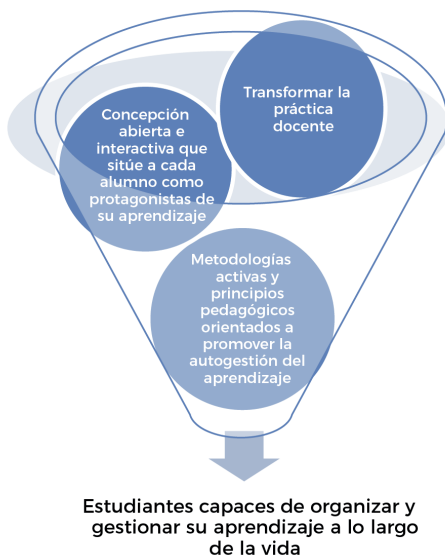 Concepción
abierta e
interactiva que
sitúe a cada
alumno como
protagonistas de
su aprendizaje
Transformar la
práctica
docente
Metodologías
activas y
principios
pedagógicos
orientados a
promover la
autogestión del
aprendizaje
Estudiantes capaces de organizar y
gestionar su aprendizaje a lo largo
de la vida